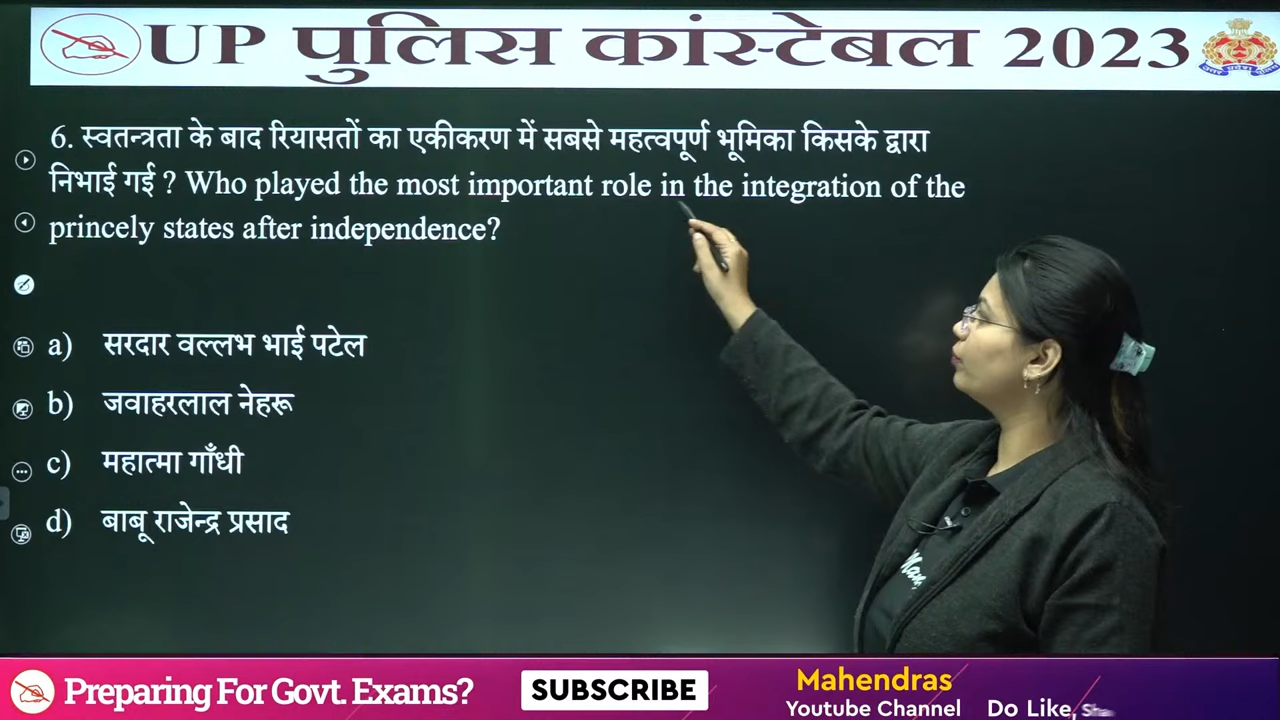 UP पुलिस कांस्टेबल 2023
6. स्वतन्त्रता के बाद रियासतों का एकीकरण में सबसे महत्वपूर्ण भूमिका किसके द्वारा
निभाई गई ? Who played the most important role in the integration of the
princely states after independence?
a) सरदार वल्लभ भाई पटेल
b) जवाहरलाल नेहरू
c) महात्मा गाँधी
d) बाबू राजेन्द्र प्रसाद
Preparing For Govt. Exams?
SUBSCRIBE
Mahendras
Youtube Channel
Do Like,